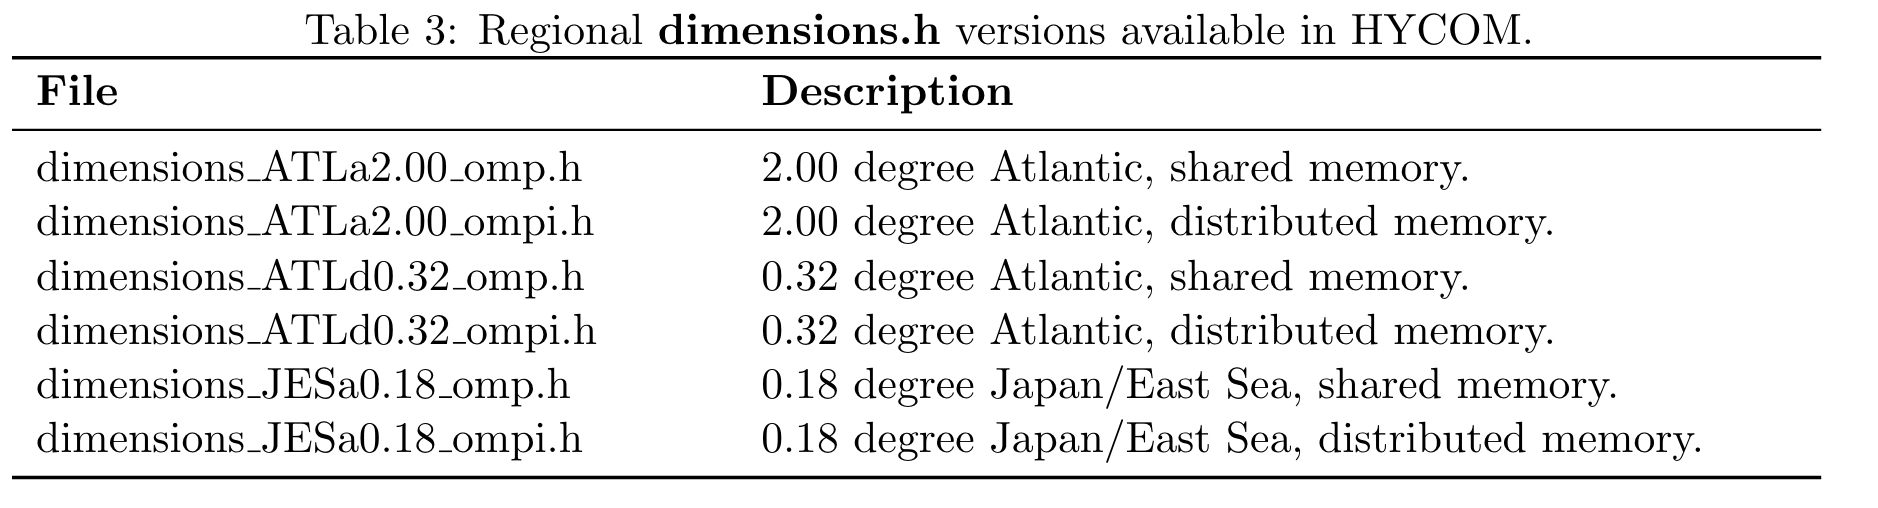 Table 3: Regional dimensions.h versions available in HYCOM.
File Description
dimensions_ATLa2.00_omp.h 2.00 degree Atlantic, shared memory.
dimensions_ATLa2.00_ompi.h 2.00 degree Atlantic, distributed memory.
dimensions_ATLd0.32_omp.h 0.32 degree Atlantic, shared memory.
dimensions_ATLd0.32_ompi.h 0.32 degree Atlantic, distributed memory.
dimensions_JESa0.18_omp.h 0.18 degree Japan/East Sea, shared memory.
dimensions_JESa0.18_ompi.h 0.18 degree Japan/East Sea, distributed memory.